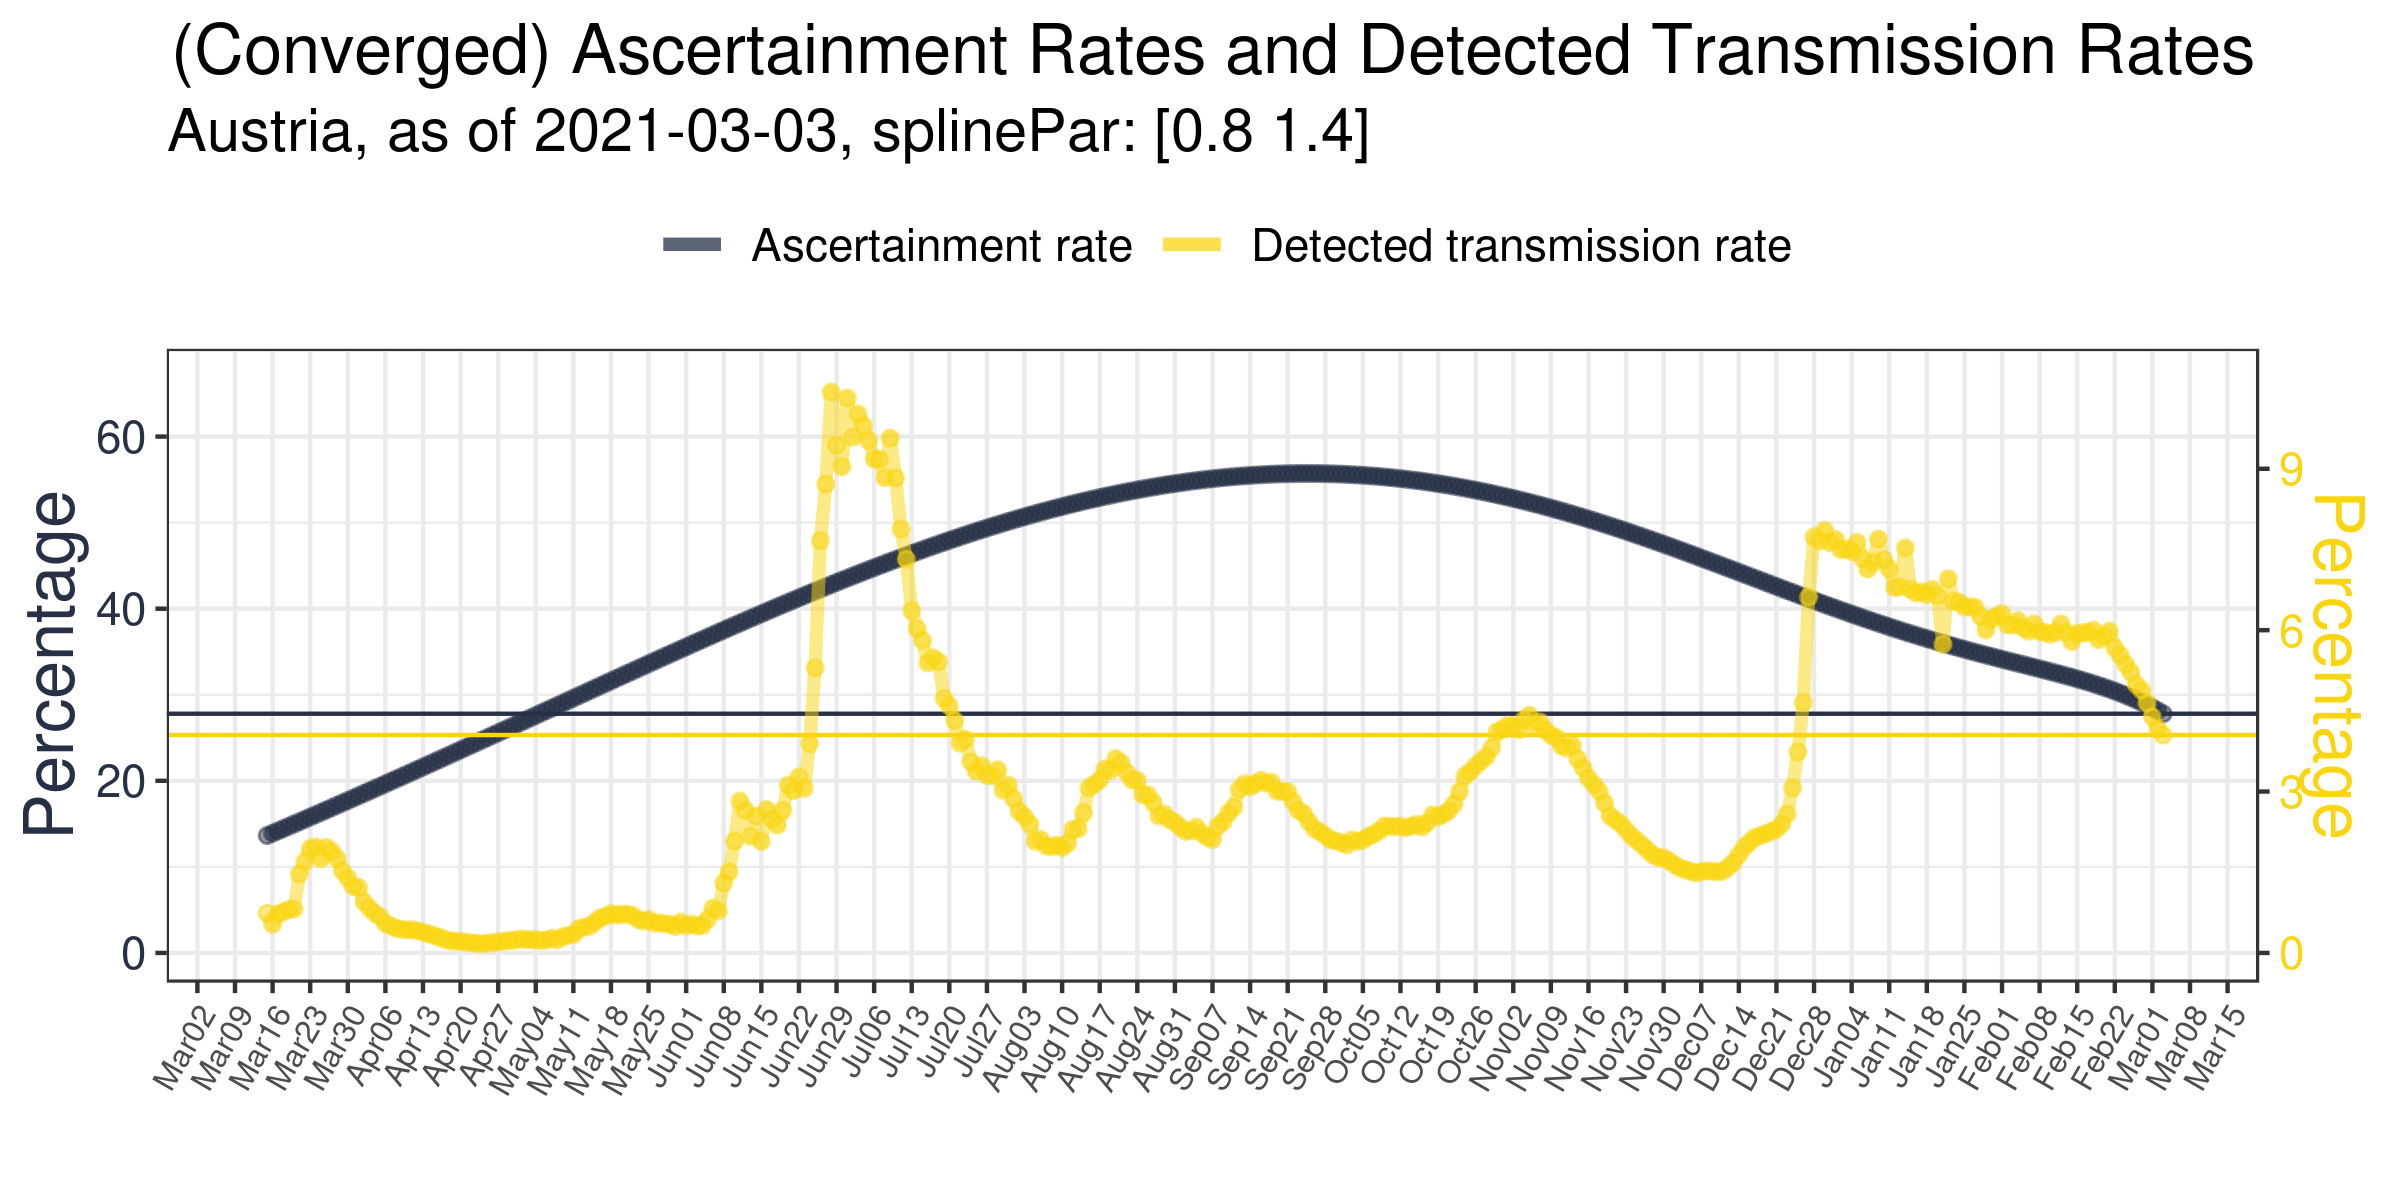 (Converged) Ascertainment Rates and Detected Transmission Rates
Austria, as of 2021-03-03, splinePar: [0.8 1.4]
Ascertainment rate
Detected transmission rate
Percentage
60
40
20
0
9
6
3
0
Percentage
Mar02
Mar09
Mar16
Mar23
Mar30
Apr06
Apr13
Apr20
Apr27
May04
May11
May18
May25
Jun01
Jun08
Jun15
Jun22
Jun29
Jul06
Jul13
Jul20
Jul27
Aug03
Aug10
Aug17
Aug24
Aug31
Sep07
Sep14
Sep21
Sep28
Oct05
Oct12
Oct19
Oct26
Nov02
Nov09
Nov16
Nov23
Nov30
Dec07
Dec14
Dec21
Dec28
Jan04
Jan11
Jan18
Jan25
Feb01
Feb08
Feb15
Feb22
Mar01
Mar08
Mar15